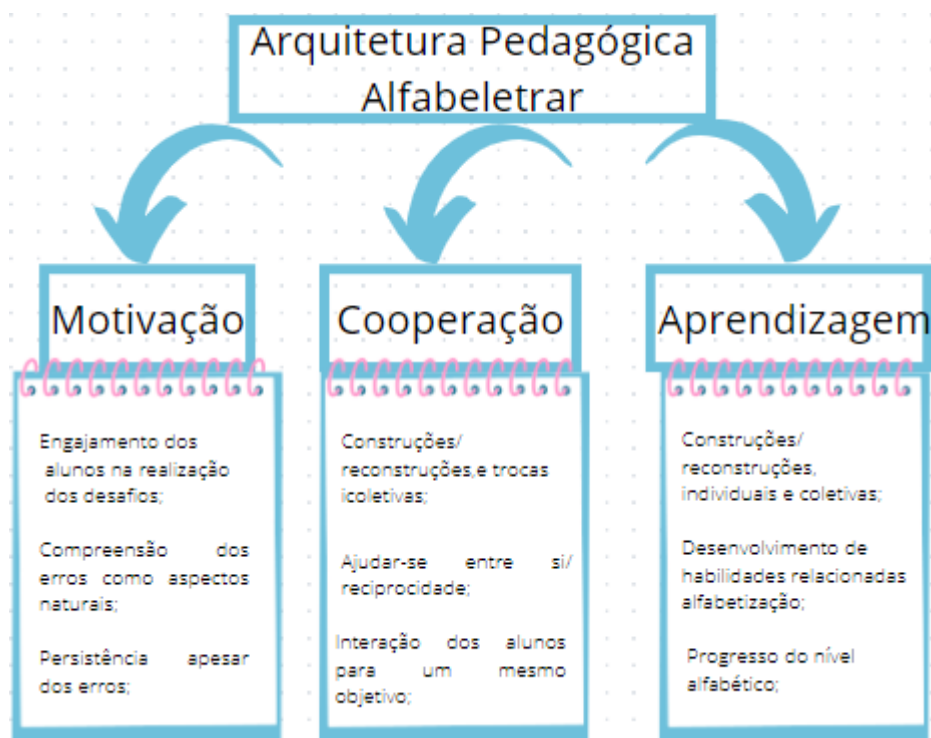 Arquitetura Pedagógica
Alfabeletrar
Motivação
Engajamento dos
alunos na realização
dos desafios;
Compreensão dos
erros como aspectos
naturais;
Persistência apesar
dos erros;
Cooperação
Construções/
reconstruções,e trocas
icoletivas;
Ajudar-se entre si/
reciprocidade;
Interação dos alunos
para um mesmo
objetivo;
Aprendizagem
Construções/
reconstruções,
individuais e coletivas;
Desenvolvimento de
habilidades relacionadas
alfabetização;
Progresso do nível
alfabético;